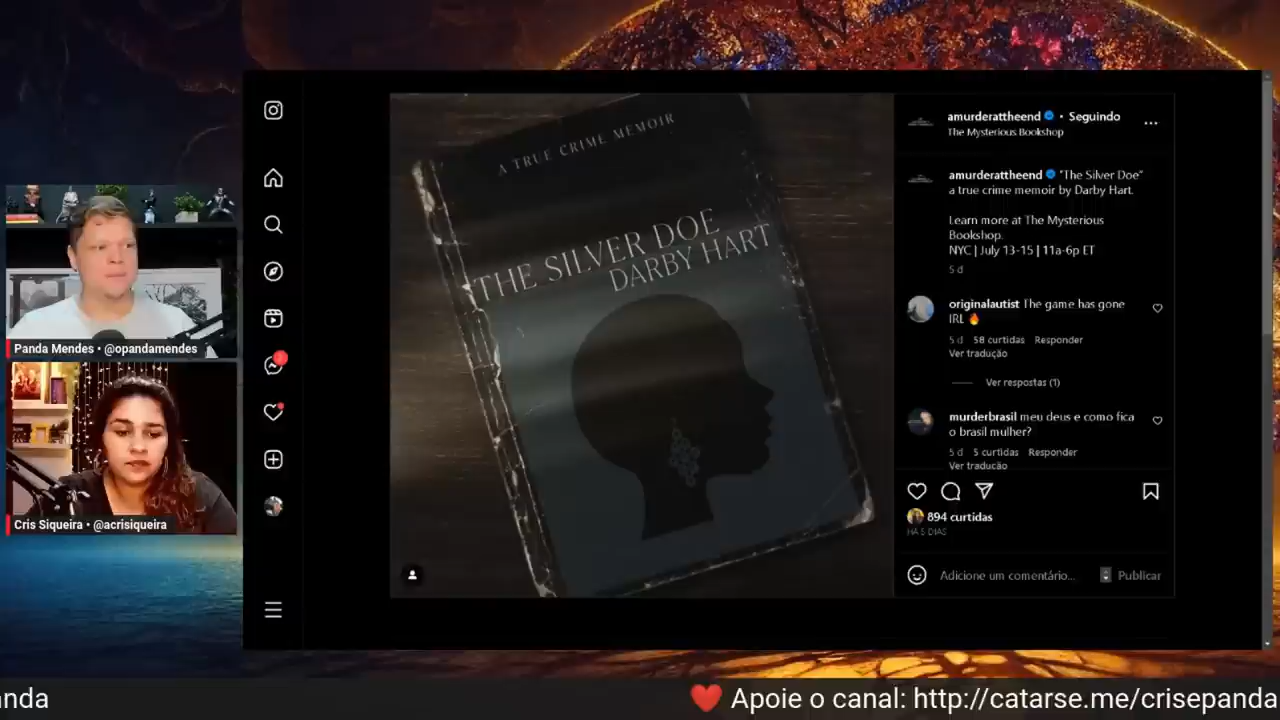 A TRUE CRIME MEMOIR
THE SILVER DOE
DARBY HART
amurderattheend • Seguindo
The Mysterious Bookshop
amurderattheend "The Silver Doe"
a true crime memoir by Darby Hart.
Learn more at The Mysterious
Bookshop.
NYC | July 13-15 | 11a-6p ET
5 d
originalautist The game has gone
IRL 🔥
5 d 58 curtidas Responder
Ver tradução
Ver respostas (1)
murderbrasil meu deus e como fica
o brasil mulher?
5 d 5 curtidas Responder
Ver tradução
894 curtidas
HÁ 5 DIAS
Adicione um comentário... Publicar
Panda Mendes • @opandamendes
Cris Siqueira • @acrisiqueira
anda
❤️ Apoie o canal: http://catarse.me/crisepanda